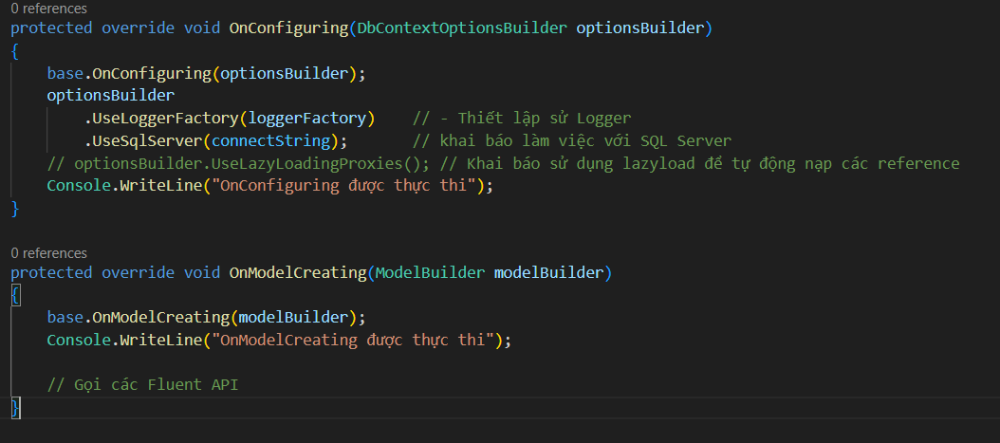 0 references
protected override void OnConfiguring(DbContextOptionsBuilder optionsBuilder)
{
    base.OnConfiguring(optionsBuilder);
    optionsBuilder
        .UseLoggerFactory(loggerFactory)    // - Thiết lập sử Logger
        .UseSqlServer(connectString);       // khai báo làm việc với SQL Server
    // optionsBuilder.UseLazyLoadingProxies(); // Khai báo sử dụng lazyload để tự động nạp các reference
    Console.WriteLine("OnConfiguring được thực thi");
}
0 references
protected override void OnModelCreating(ModelBuilder modelBuilder)
{
    base.OnModelCreating(modelBuilder);
    Console.WriteLine("OnModelCreating được thực thi");
    // Gọi các Fluent API
}